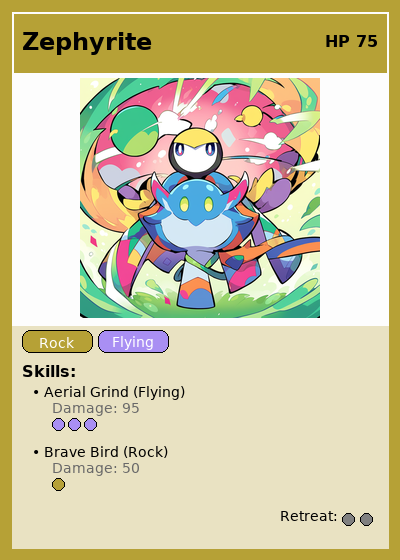 Zephyrite
HP 75
Rock
Flying
Skills:
• Aerial Grind (Flying)
Damage: 95
• Brave Bird (Rock)
Damage: 50
Retreat: